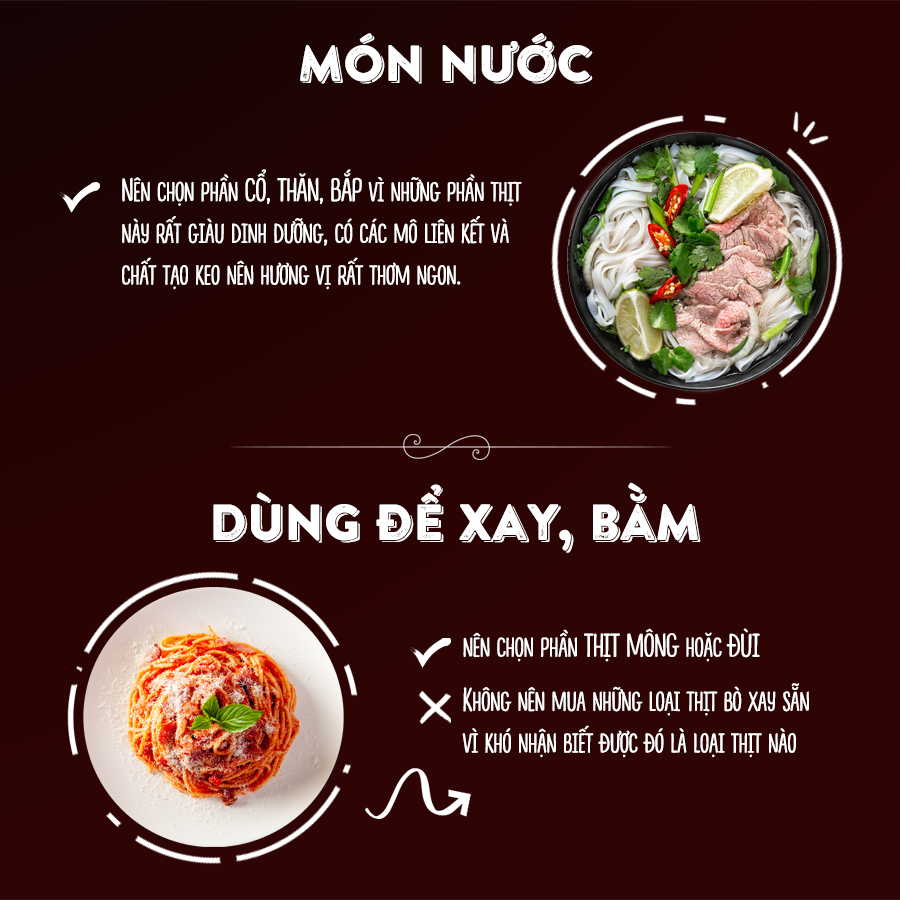 MÓN NƯỚC
NÊN CHỌN PHẦN CỔ, THĂN, BẮP VÌ NHỮNG PHẦN THỊT
NÀY RẤT GIÀU DINH DƯỠNG, CÓ CÁC MÔ LIÊN KẾT VÀ
CHẤT TẠO KEO NÊN HƯƠNG VỊ RẤT THƠM NGON.
DÙNG ĐỂ XAY, BẰM
NÊN CHỌN PHẦN THỊT MÔNG HOẶC ĐÙI
KHÔNG NÊN MUA NHỮNG LOẠI THỊT BÒ XAY SẴN
VÌ KHÓ NHẬN BIẾT ĐƯỢC ĐÓ LÀ LOẠI THỊT NÀO